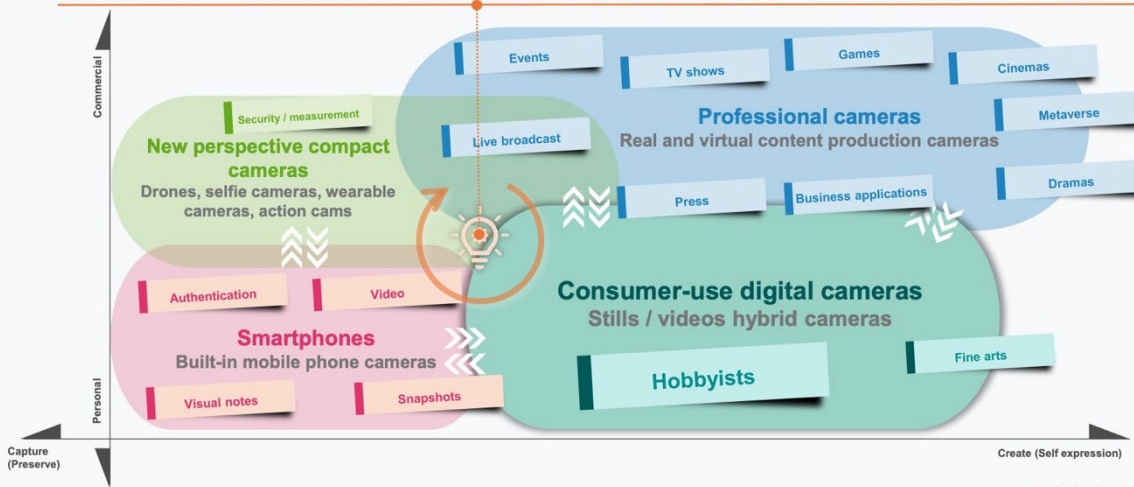 Commercial
Events
TV shows
Games
Cinemas
Security / measurement
New perspective compact
cameras
Drones, selfie cameras, wearable
cameras, action cams
Live broadcast
Professional cameras
Real and virtual content production cameras
Metaverse
Press
Business applications
Dramas
Authentication
Video
Smartphones
Built-in mobile phone cameras
Visual notes
Snapshots
Consumer-use digital cameras
Stills / videos hybrid cameras
Hobbyists
Fine arts
Personal
Capture
(Preserve)
Create (Self expression)